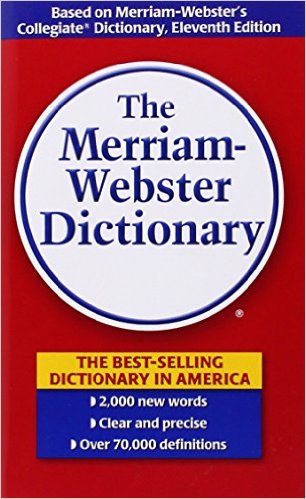 Based on Merriam-Webster's
Collegiate® Dictionary, Eleventh Edition
The
Merriam-
Webster
Dictionary
®
THE BEST-SELLING
DICTIONARY IN AMERICA
2,000 new words
Clear and precise
Over 70,000 definitions